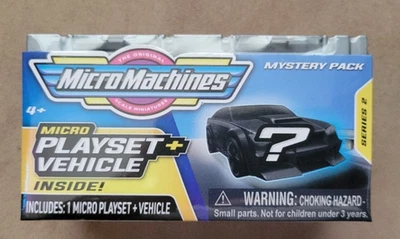 THE ORIGINAL
MicroMachines
SCALE MINIATURES
MYSTERY PACK
4+
MICRO
PLAYSET+
VEHICLE
INSIDE!
?
SERIES 2
INCLUDES: 1 MICRO PLAYSET + VEHICLE
WARNING: CHOKING HAZARD -
Small parts. Not for children under 3 years.